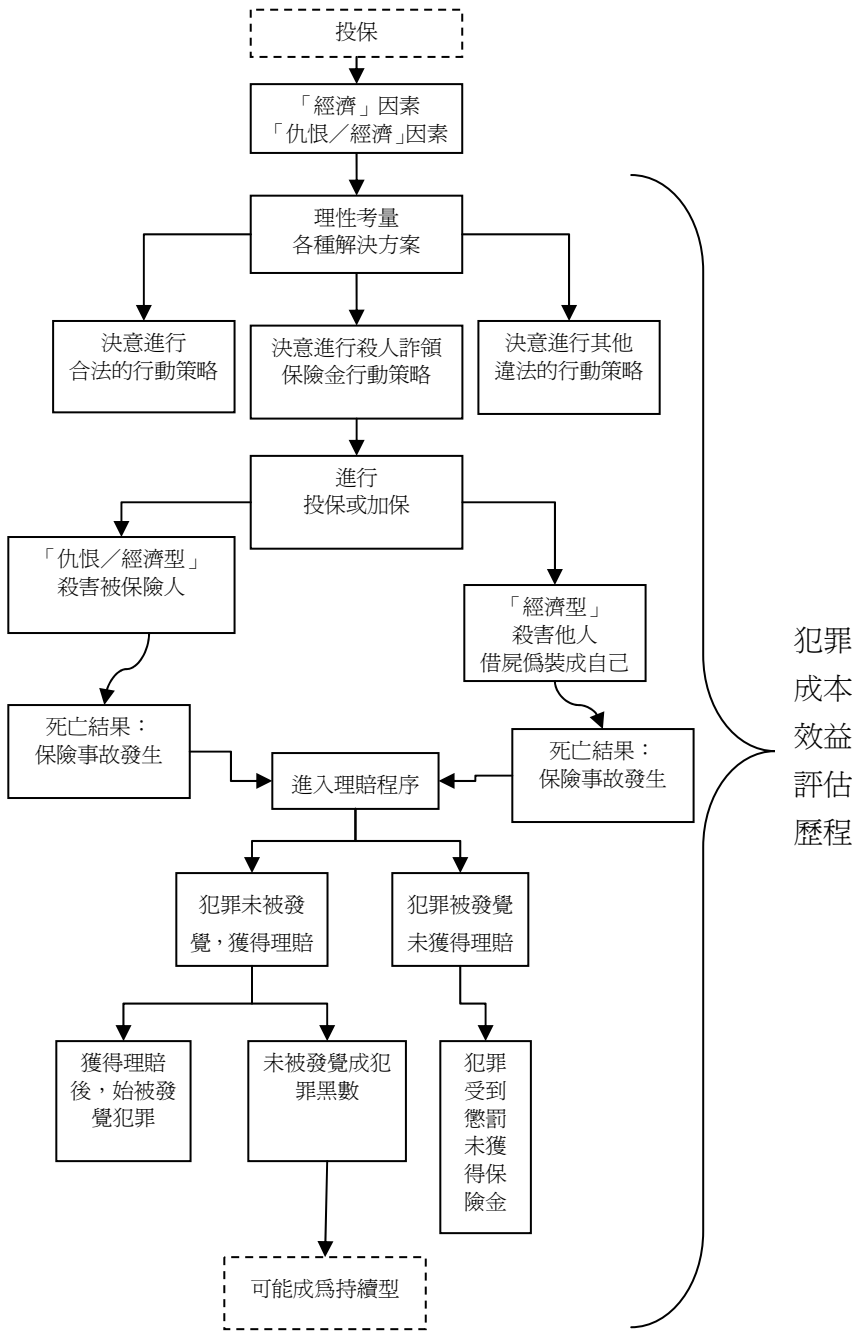 投保
「經濟」因素
「仇恨／經濟」因素
理性考量
各種解決方案
決意進行
合法的行動策略
決意進行殺人詐領
保險金行動策略
決意進行其他
違法的行動策略
進行
投保或加保
「仇恨／經濟型」
殺害被保險人
「經濟型」
殺害他人
借屍僞裝成自己
死亡結果：
保險事故發生
死亡結果：
保險事故發生
進入理賠程序
犯罪未被發
覺，獲得理賠
犯罪被發覺
未獲得理賠
獲得理賠
後，始被發
覺犯罪
未被發覺成犯
罪黑數
犯罪
受到
懲罰
未獲
得保
險金
可能成爲持續型
犯罪
成本
效益
評估
歷程